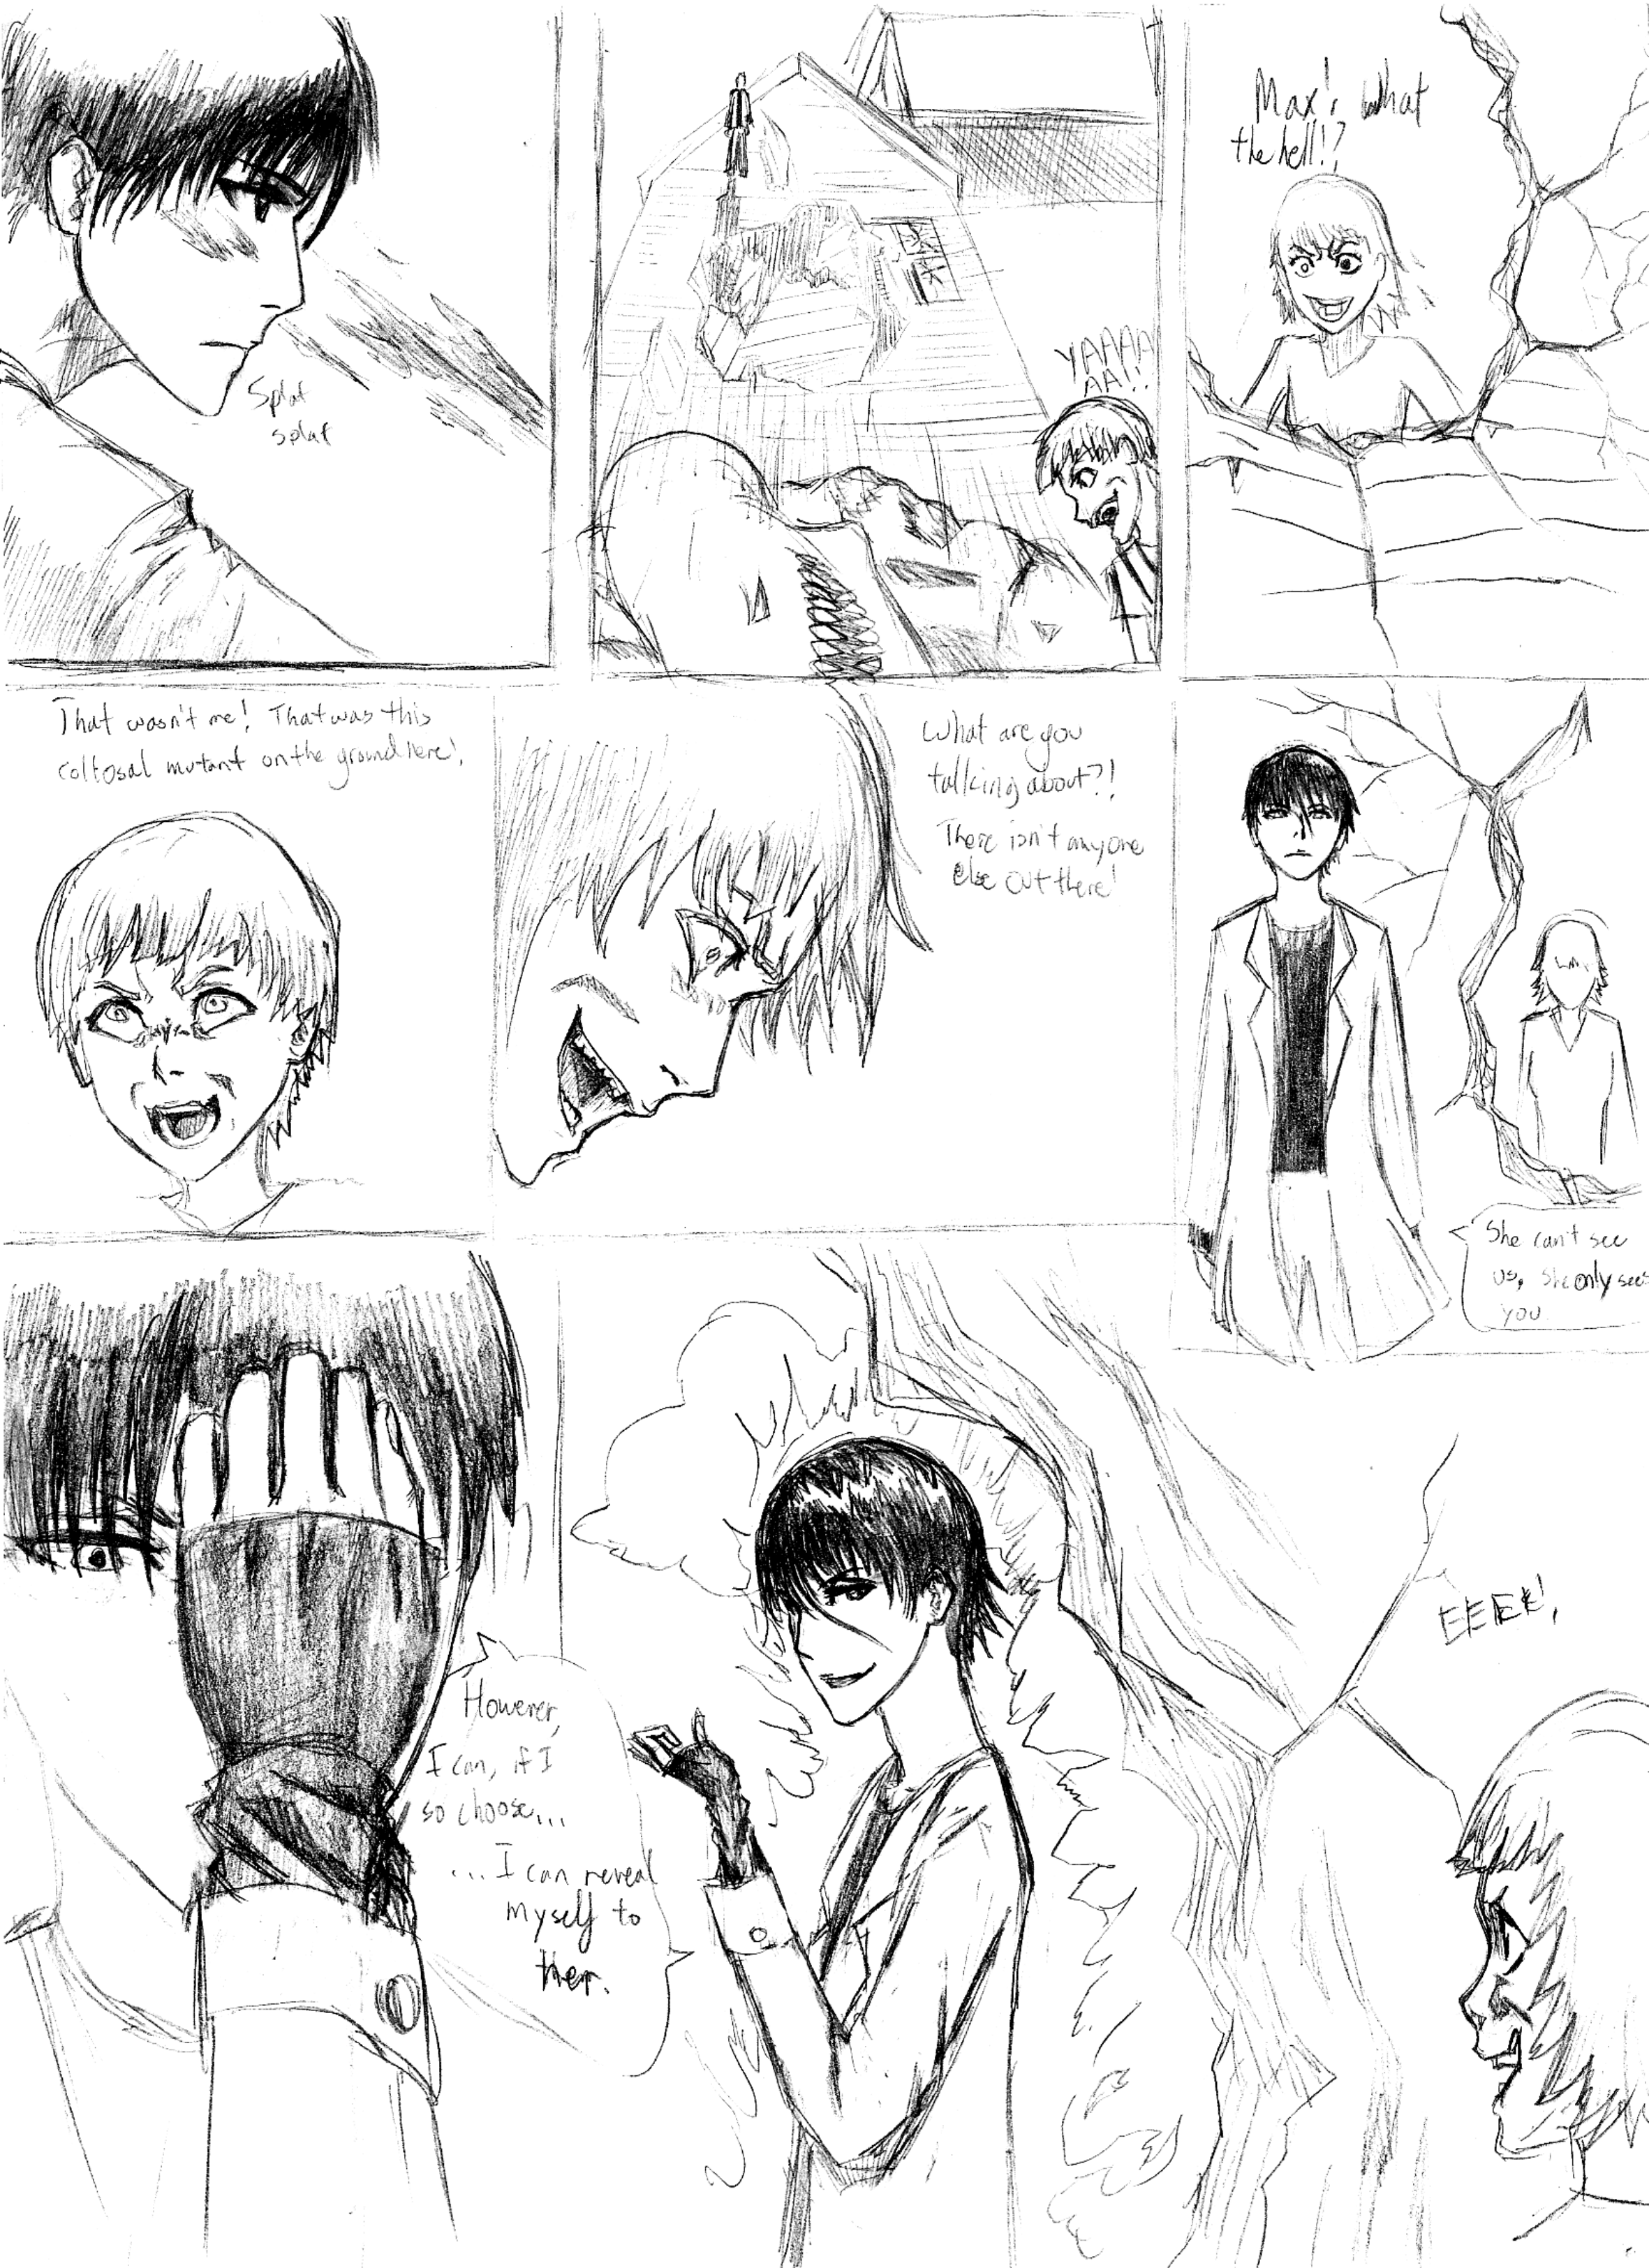 Splat
splat
YAAAA
AA!!
Max! What
the hell!?
That wasn't me! That was this
collosal mutant on the ground here!
What are you
talking about?!
There isn't anyone
else out there!
She can't see
us, she only sees
you
However,
I can, if I
so choose...
...I can reveal
myself to
her.
EEEK!